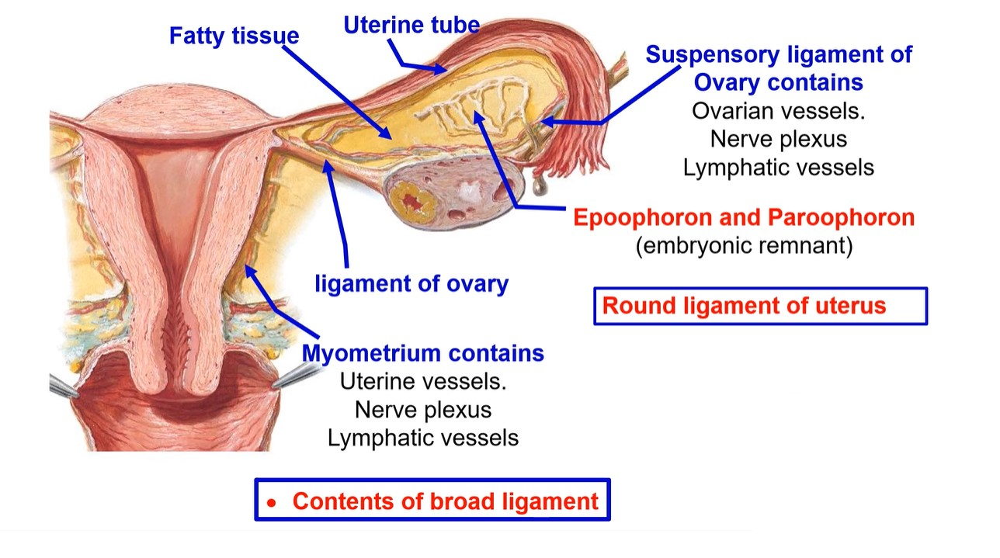 Fatty tissue
Uterine tube
Suspensory ligament of
Ovary contains
Ovarian vessels.
Nerve plexus
Lymphatic vessels
Epoophoron and Paroophoron
(embryonic remnant)
ligament of ovary
Round ligament of uterus
Myometrium contains
Uterine vessels.
Nerve plexus
Lymphatic vessels
• Contents of broad ligament